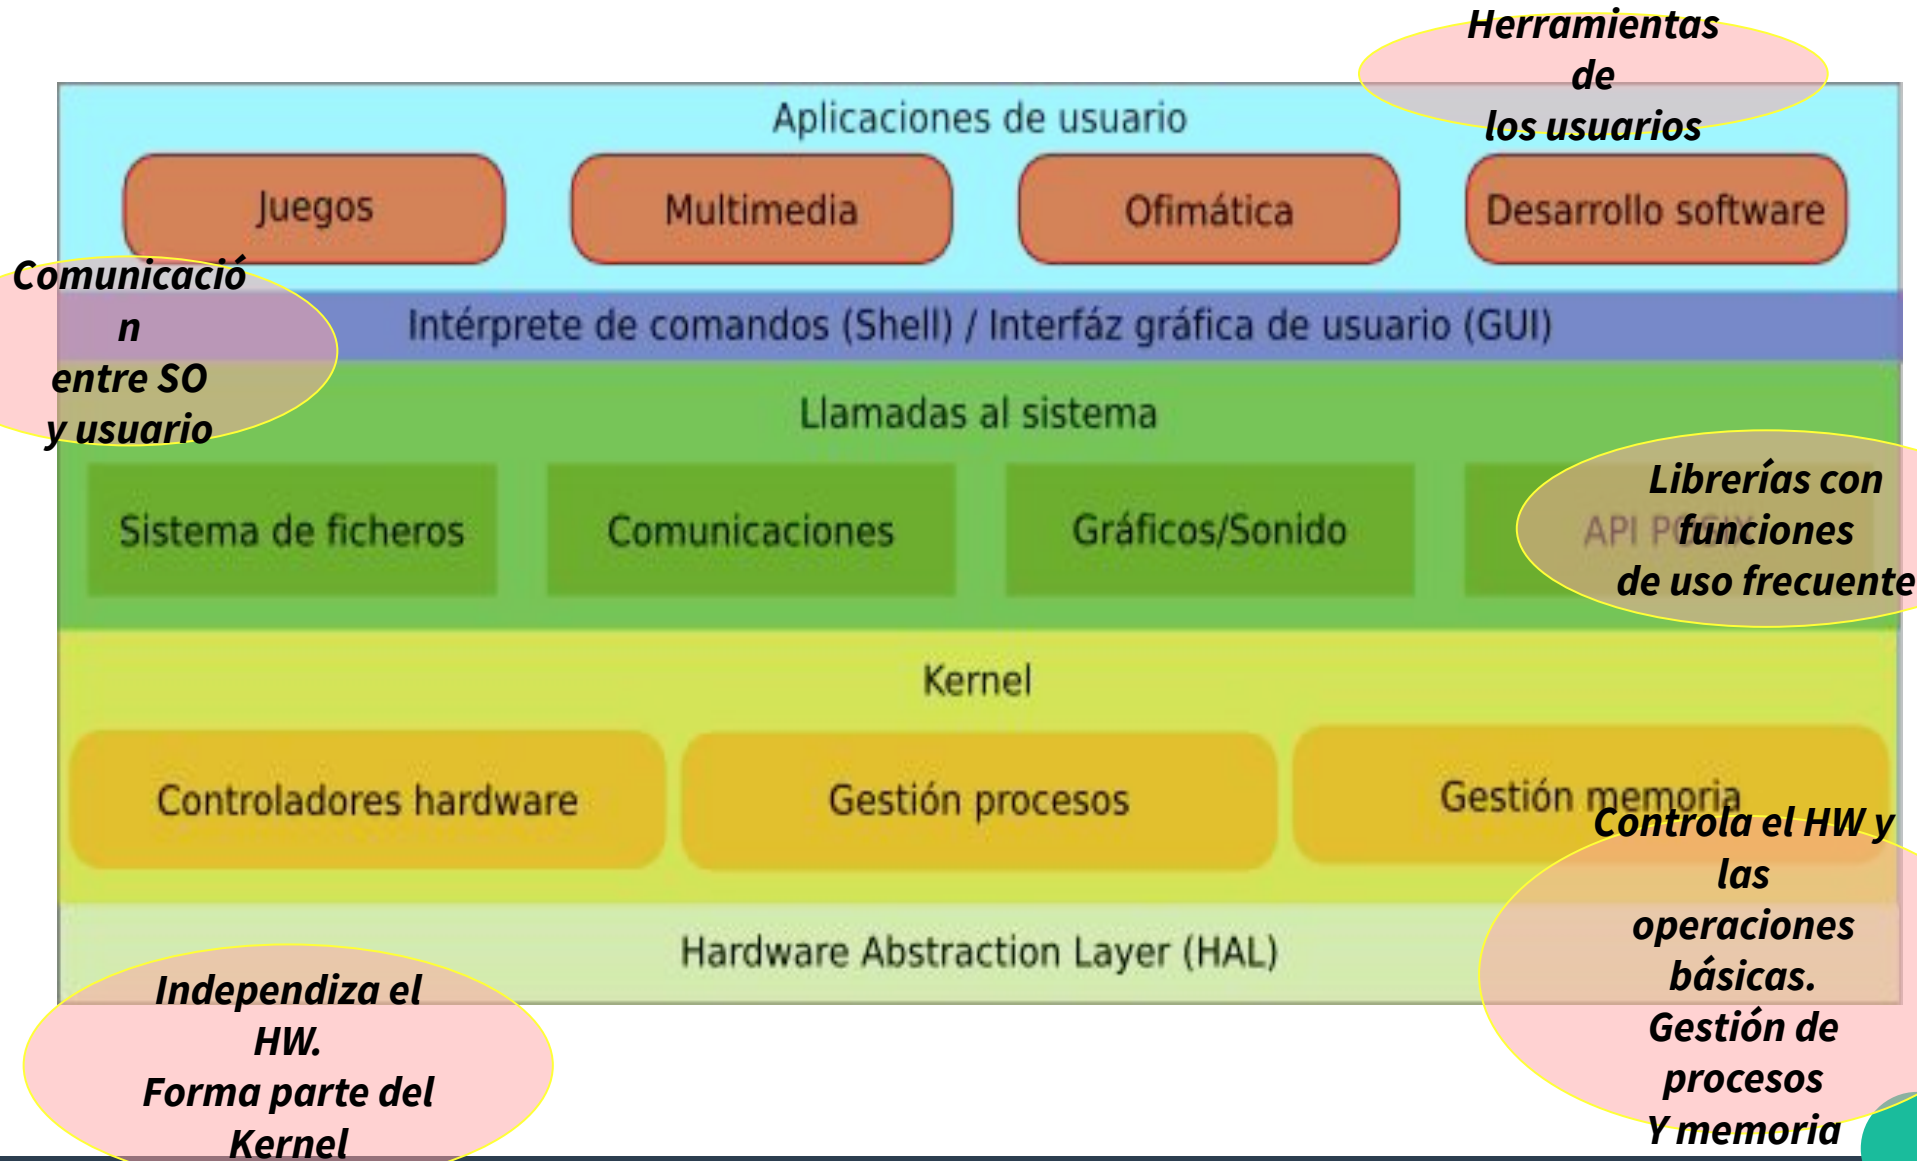 Herramientas
de
los usuarios
Aplicaciones de usuario
Juegos
Multimedia
Ofimática
Desarrollo software
Comunicació
n
entre SO
y usuario
Intérprete de comandos (Shell) / Interfáz gráfica de usuario (GUI)
Llamadas al sistema
Sistema de ficheros
Comunicaciones
Gráficos/Sonido
API POSIX
Librerías con
funciones
de uso frecuente
Kernel
Controladores hardware
Gestión procesos
Gestión memoria
Controla el HW y
las
operaciones
básicas.
Gestión de
procesos
Y memoria
Hardware Abstraction Layer (HAL)
Independiza el
HW.
Forma parte del
Kernel